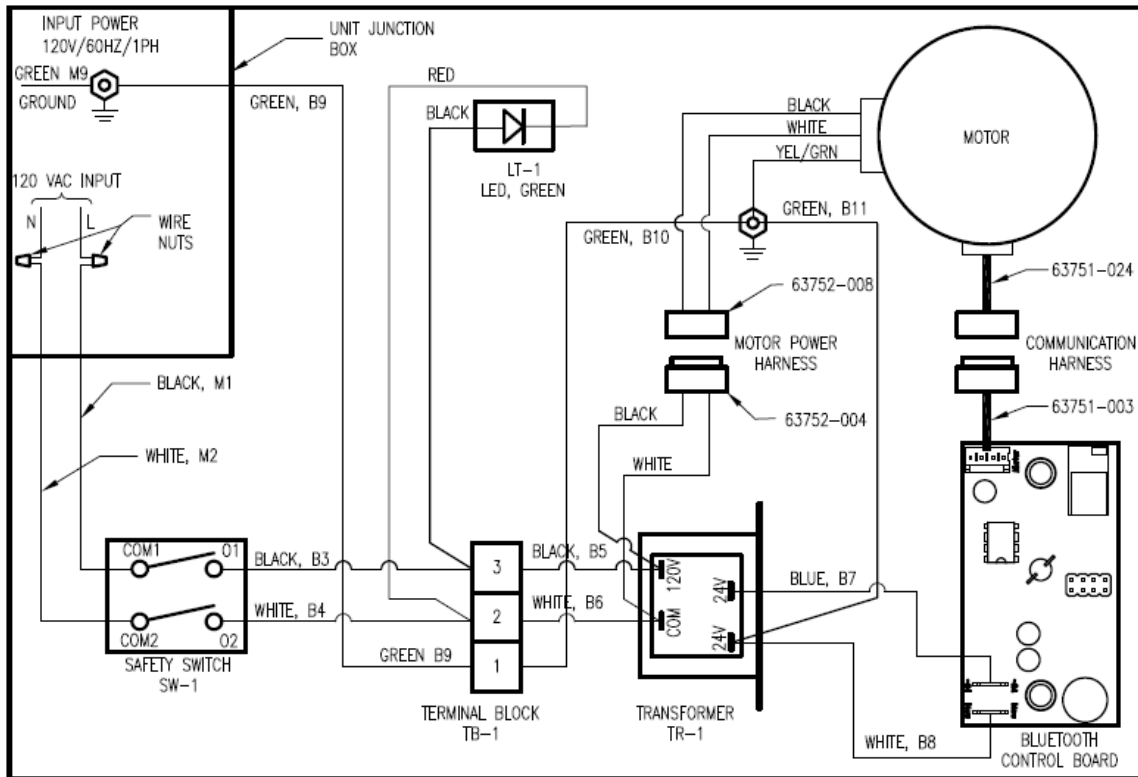 INPUT POWER
120V/60HZ/1PH
GREEN M9
GROUND
GREEN, B9
UNIT JUNCTION
BOX
RED
BLACK
LT-1
LED, GREEN
BLACK
WHITE
YEL/GRN
MOTOR
120 VAC INPUT
N
L
WIRE
NUTS
GREEN, B10
GREEN, B11
63752-008
MOTOR POWER
HARNESS
63752-004
63751-024
COMMUNICATION
HARNESS
63751-003
BLACK, M1
WHITE, M2
BLACK
WHITE
COM1
O1
COM2
O2
SAFETY SWITCH
SW-1
BLACK, B3
WHITE, B4
GREEN B9
3
2
1
TERMINAL BLOCK
TB-1
BLACK, B5
WHITE, B6
120V
COM
24V
24V
TRANSFORMER
TR-1
BLUE, B7
WHITE, B8
BLUETOOTH
CONTROL BOARD